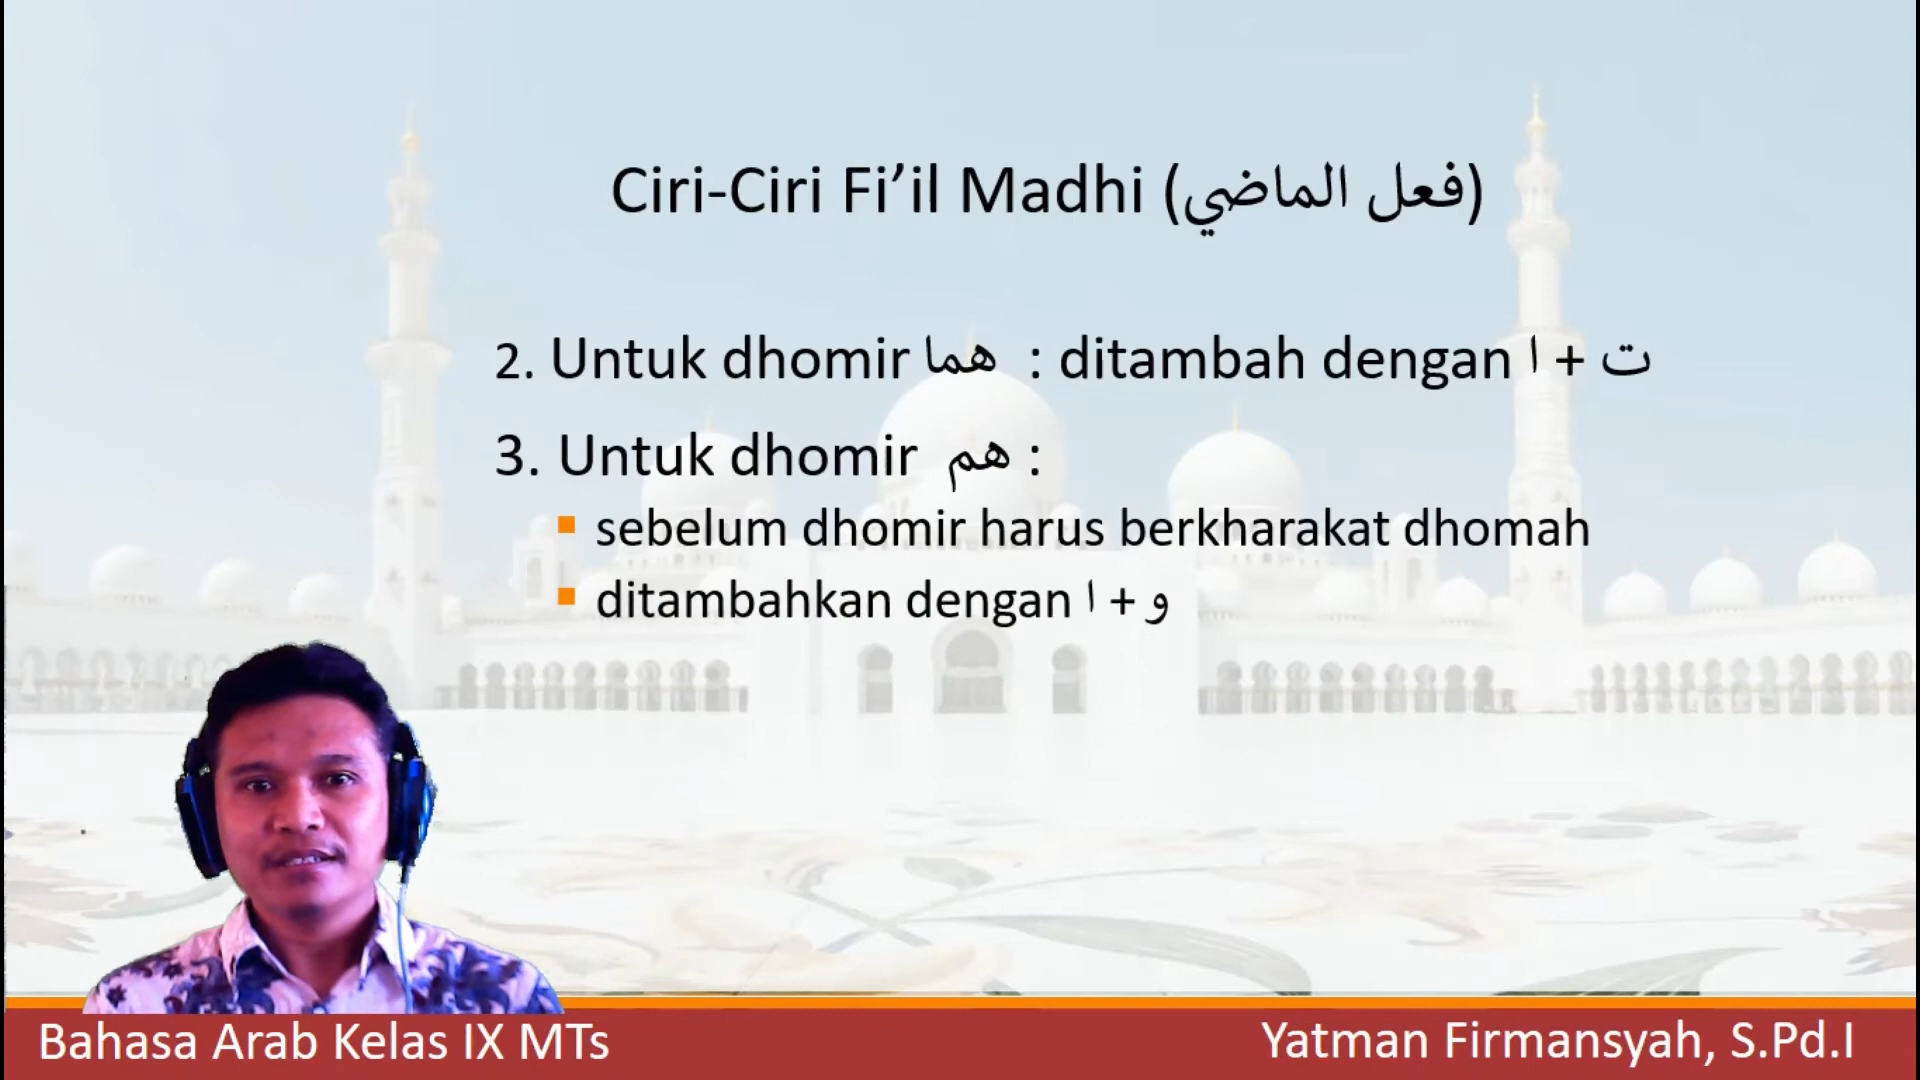 Ciri-Ciri Fi’il Madhi (فعل الماضي)
2. Untuk dhomir هما : ditambah dengan ت + ا
3. Untuk dhomir هم :
sebelum dhomir harus berkharakat dhomah
ditambahkan dengan و + ا
Bahasa Arab Kelas IX MTs
Yatman Firmansyah, S.Pd.I